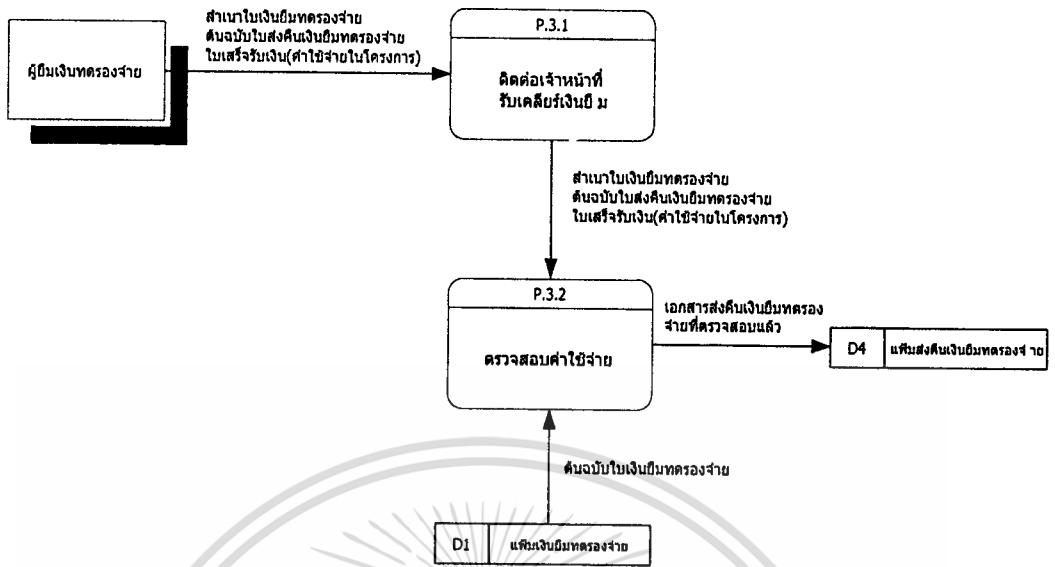 สำเนาใบเงินยืมทดรองจ่าย
ต้นฉบับใบส่งคืนเงินยืมทดรองจ่าย
ใบเสร็จรับเงิน(ค่าใช้จ่ายในโครงการ)
ผู้ยืมเงินทดรองจ่าย
P.3.1
ติดต่อเจ้าหน้าที่
รับเคลียร์เงินยืม
สำเนาใบเงินยืมทดรองจ่าย
ต้นฉบับใบส่งคืนเงินยืมทดรองจ่าย
ใบเสร็จรับเงิน(ค่าใช้จ่ายในโครงการ)
P.3.2
ตรวจสอบค่าใช้จ่าย
เอกสารส่งคืนเงินยืมทดรอง
จ่ายที่ตรวจสอบแล้ว
D4 แฟ้มส่งคืนเงินยืมทดรองจ่าย
ต้นฉบับใบเงินยืมทดรองจ่าย
D1 แฟ้มเงินยืมทดรองจ่าย